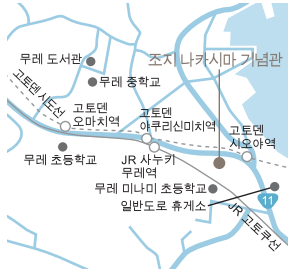 무레 도서관
조지 나카시마 기념관
무레 중학교
고토덴 시도선
고토덴
오마치역
고토덴
야쿠리신미치역
고토덴
시오야역
무레 초등학교
JR 사누키
무레역
무레 미나미 초등학교
일반도로 휴게소
11
JR 고토쿠선